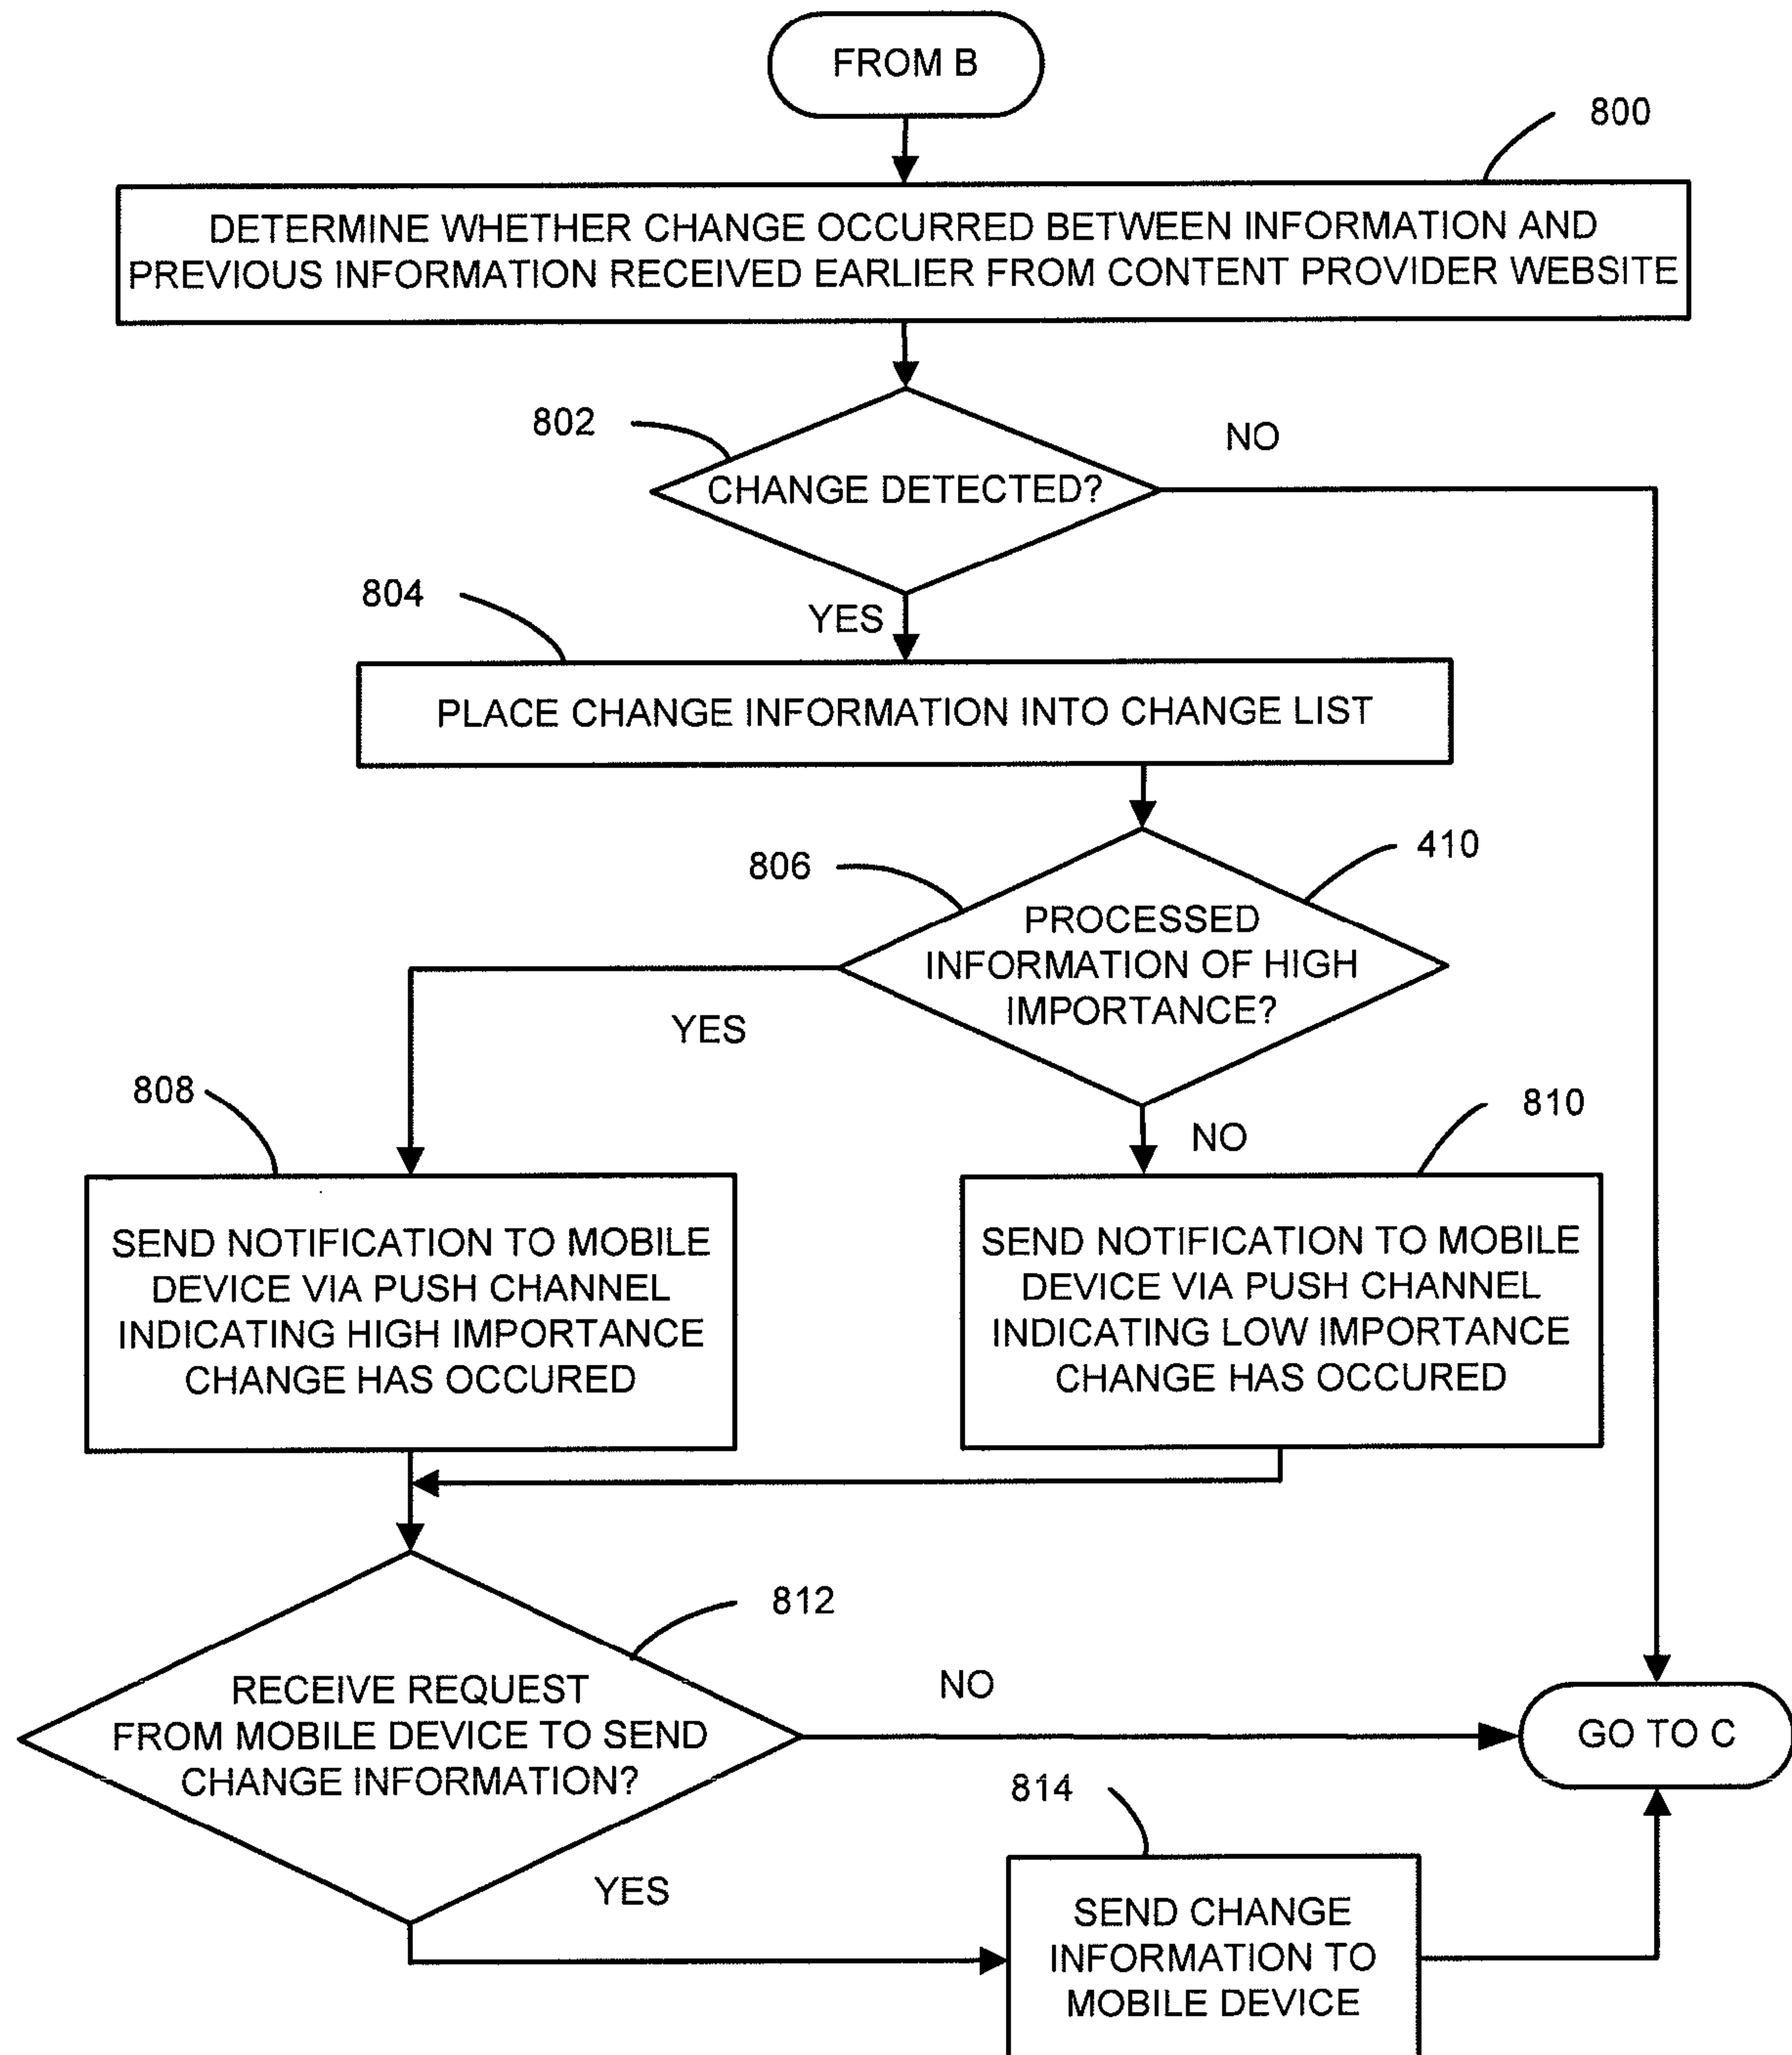 FROM B
800
DETERMINE WHETHER CHANGE OCCURRED BETWEEN INFORMATION AND
PREVIOUS INFORMATION RECEIVED EARLIER FROM CONTENT PROVIDER WEBSITE
802
NO
CHANGE DETECTED?
804
YES
PLACE CHANGE INFORMATION INTO CHANGE LIST
806
410
PROCESSED
INFORMATION OF HIGH
IMPORTANCE?
YES
808
NO
810
SEND NOTIFICATION TO MOBILE
DEVICE VIA PUSH CHANNEL
INDICATING HIGH IMPORTANCE
CHANGE HAS OCCURED
SEND NOTIFICATION TO MOBILE
DEVICE VIA PUSH CHANNEL
INDICATING LOW IMPORTANCE
CHANGE HAS OCCURED
812
RECEIVE REQUEST
FROM MOBILE DEVICE TO SEND
CHANGE INFORMATION?
NO
GO TO C
814
YES
SEND CHANGE
INFORMATION TO
MOBILE DEVICE